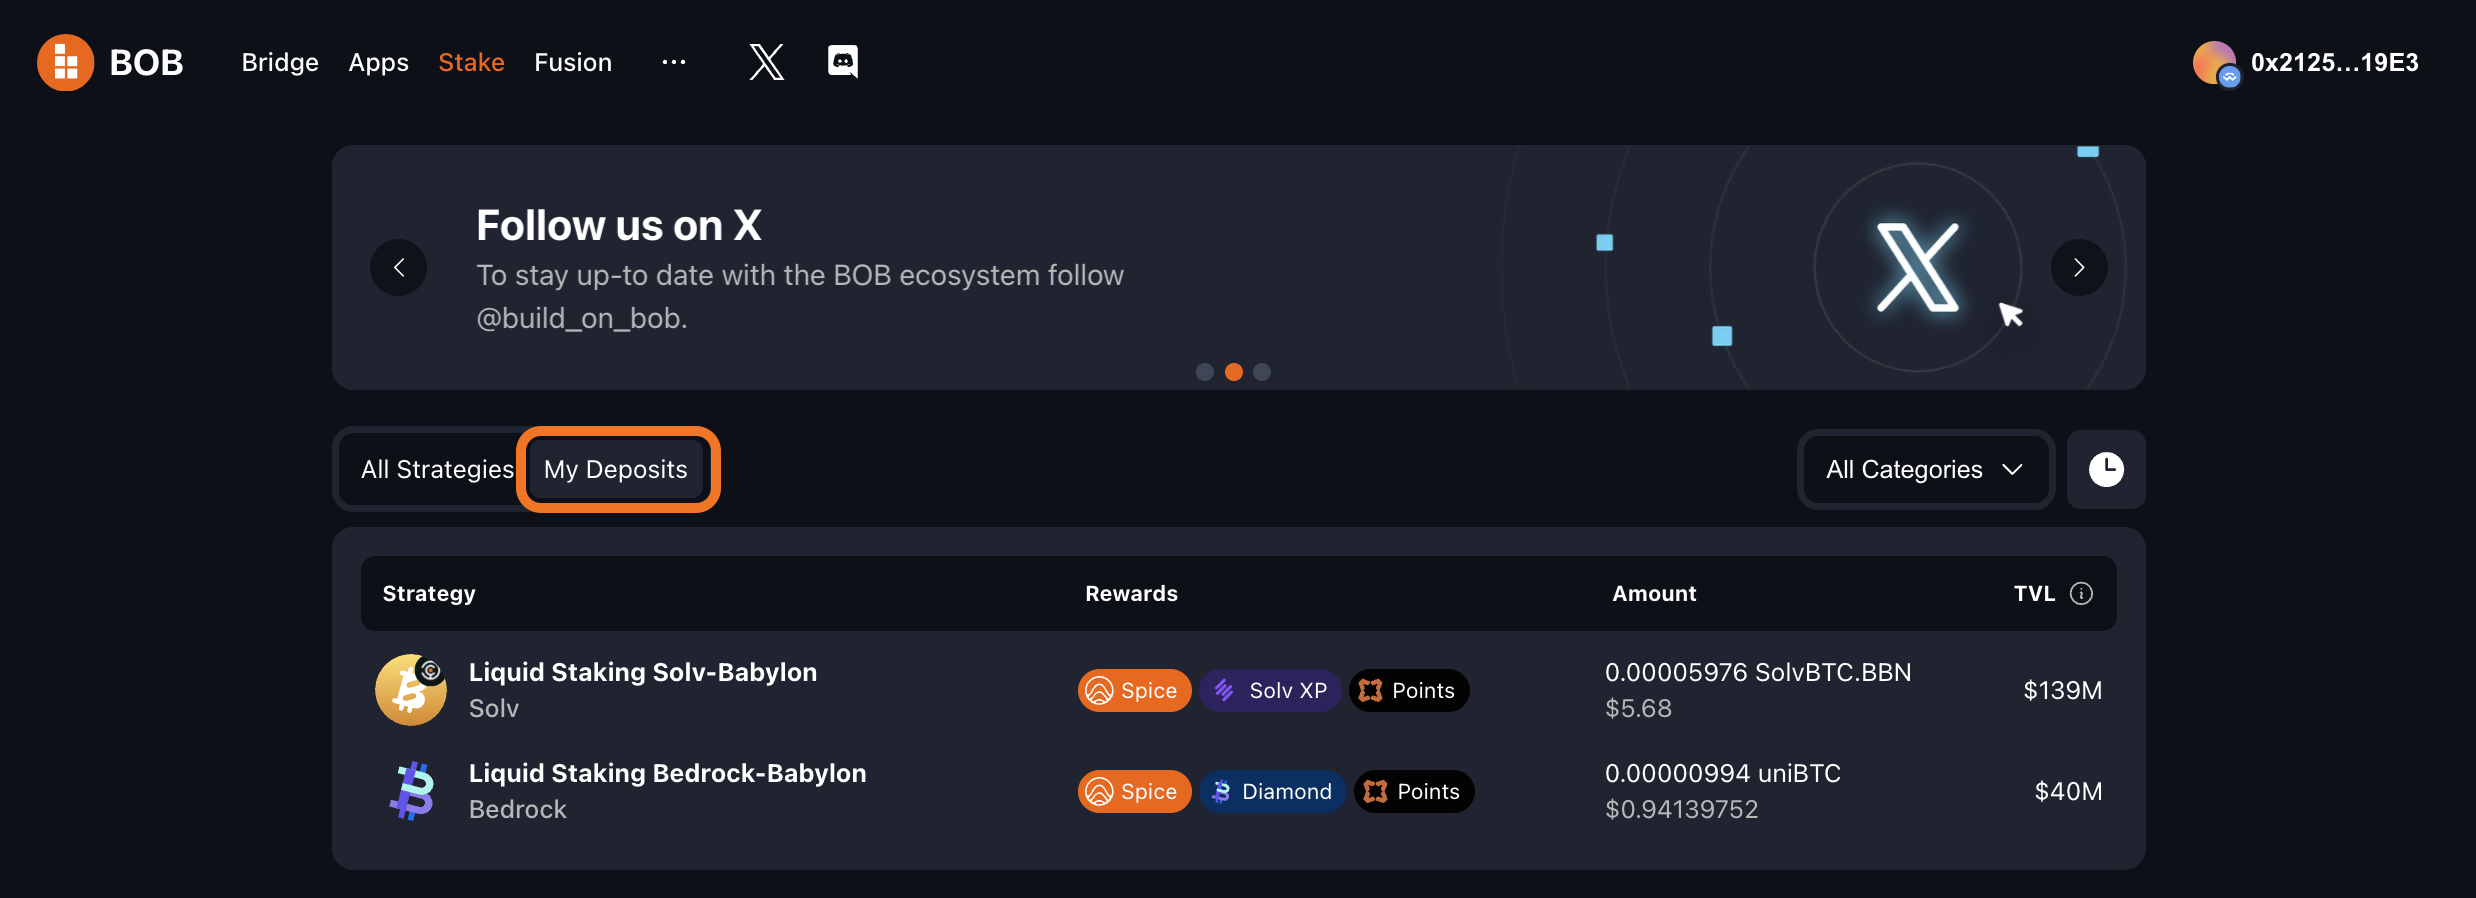 BOB
Bridge Apps Stake Fusion ...
0x2125...19E3
Follow us on X
To stay up-to date with the BOB ecosystem follow
@build_on_bob.
All Strategies My Deposits
All Categories
Strategy Rewards Amount TVL
Liquid Staking Solv-Babylon
Solv
Spice Solv XP Points
0.00005976 SolvBTC.BBN
$5.68
$139M
Liquid Staking Bedrock-Babylon
Bedrock
Spice Diamond Points
0.00000994 uniBTC
$0.94139752
$40M